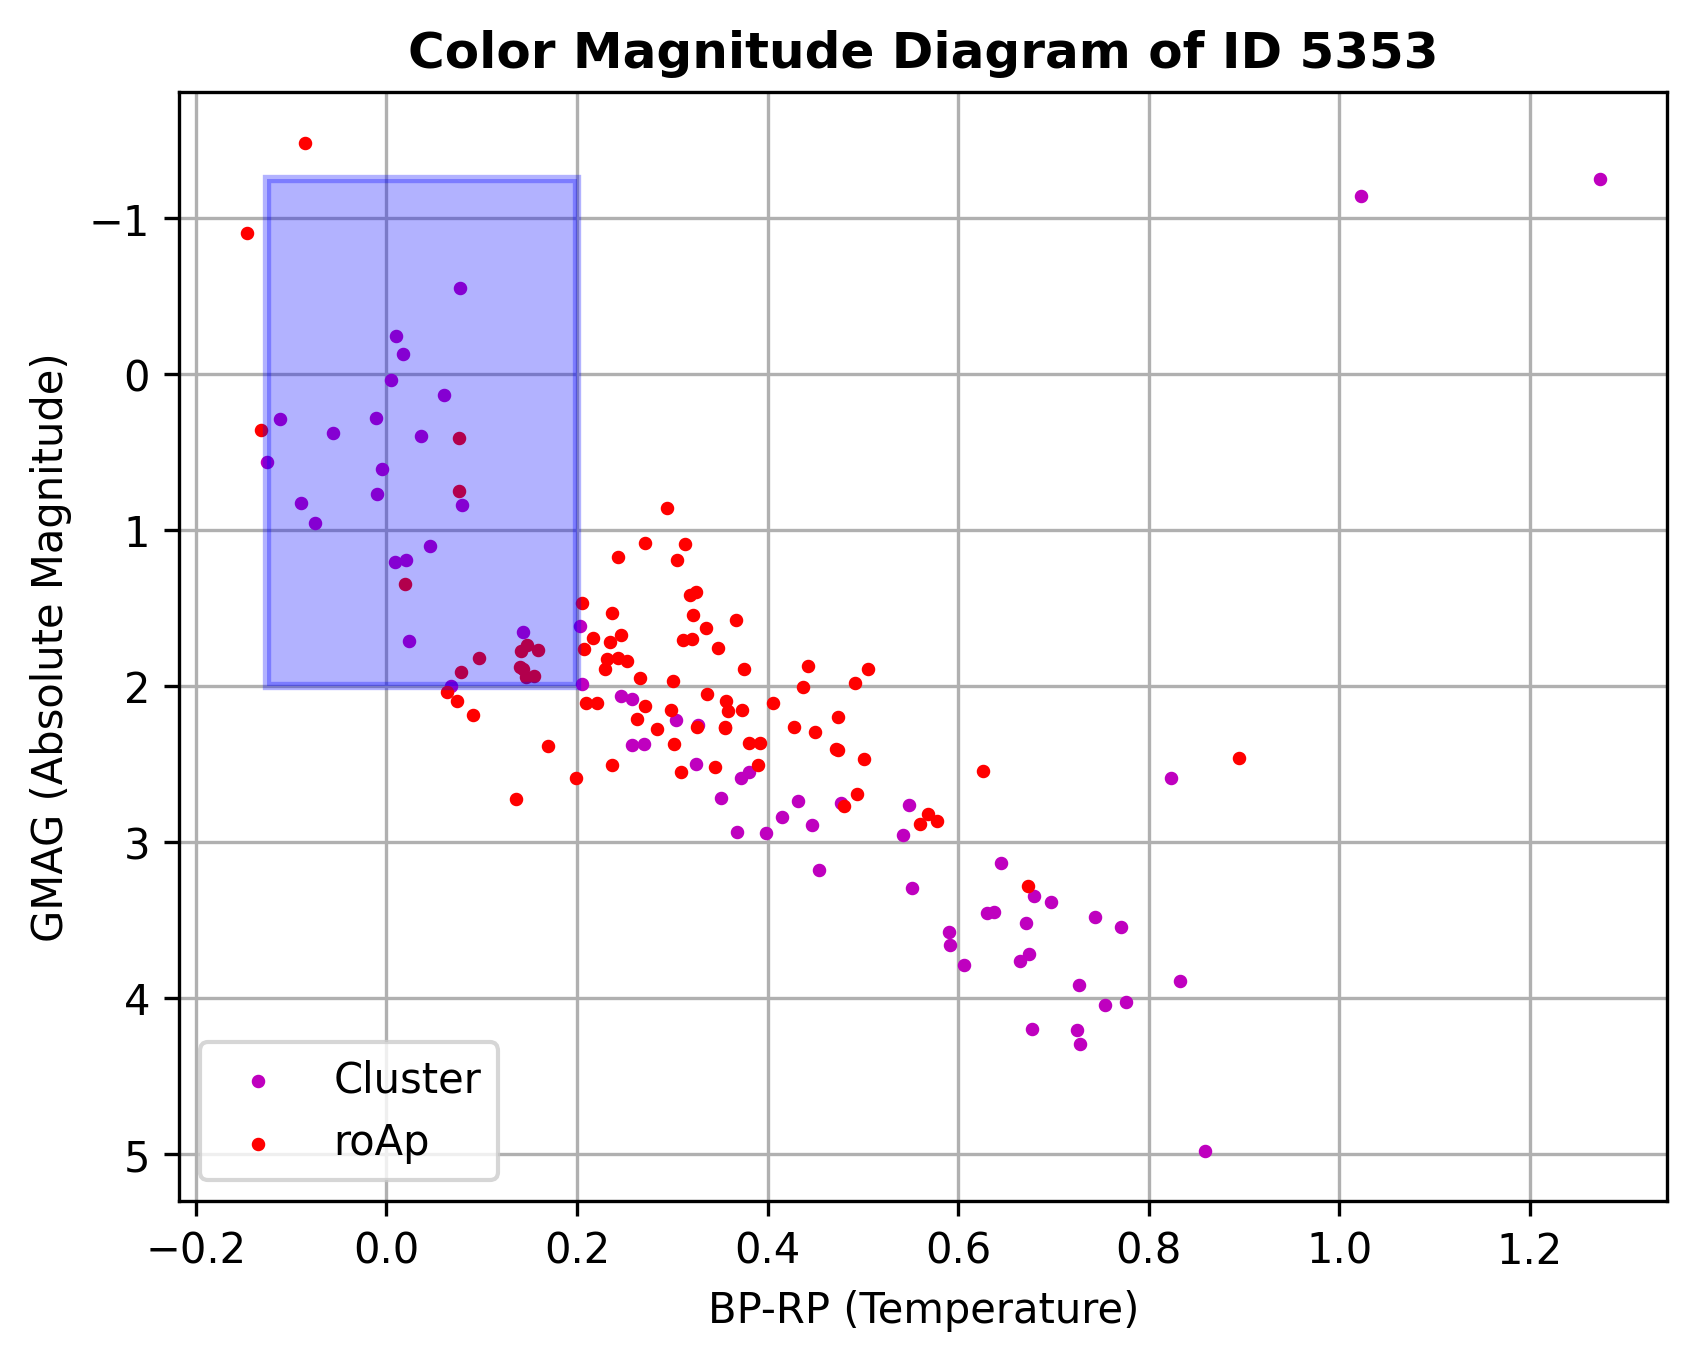 Color Magnitude Diagram of ID 5353
GMAG (Absolute Magnitude)
−1
0
1
2
3
4
5
Cluster
roAp
−0.2 0.0 0.2 0.4 0.6 0.8 1.0 1.2
BP-RP (Temperature)